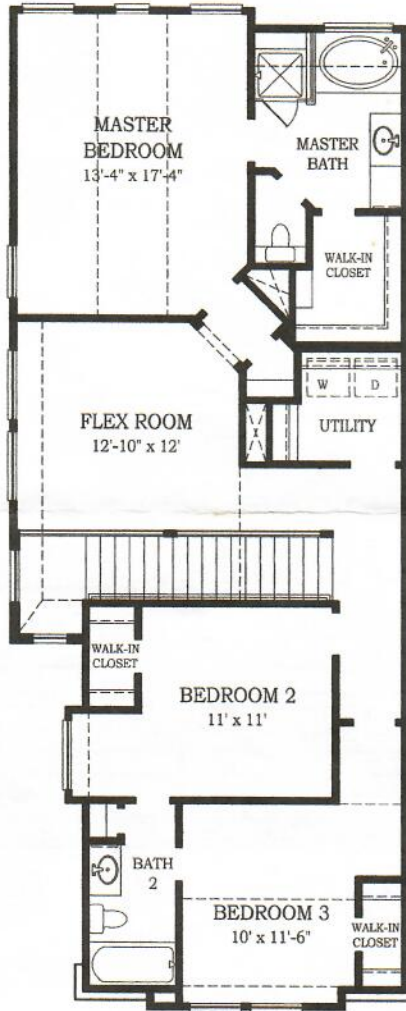 MASTER
BEDROOM
13'-4" x 17'-4"
MASTER
BATH
WALK-IN
CLOSET
W D
UTILITY
FLEX ROOM
12'-10" x 12'
WALK-IN
CLOSET
BEDROOM 2
11' x 11'
BATH
2
BEDROOM 3
10' x 11'-6"
WALK-IN
CLOSET